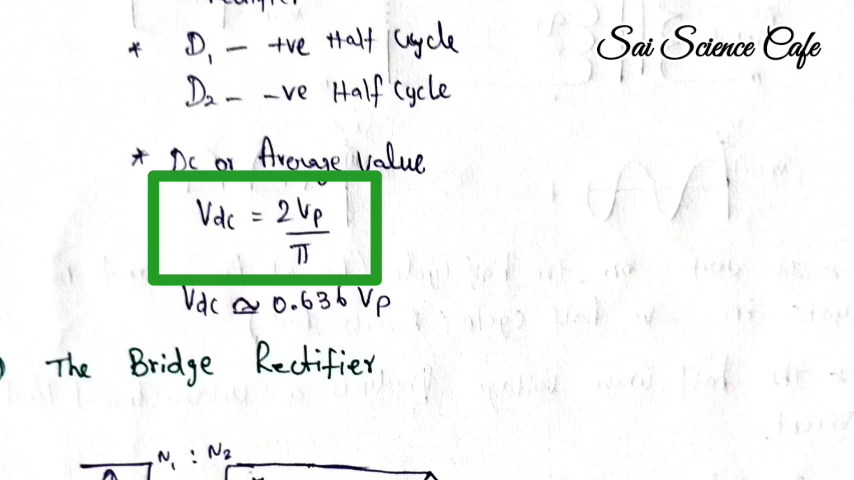 Sai Science Cafe
* D₁ – +ve Half Cycle
D₂ – -ve Half Cycle
* Dc or Average Value
Vdc = 2Vp / π
Vdc ≃ 0.636 Vp
) The Bridge Rectifier
N₁ : N₂